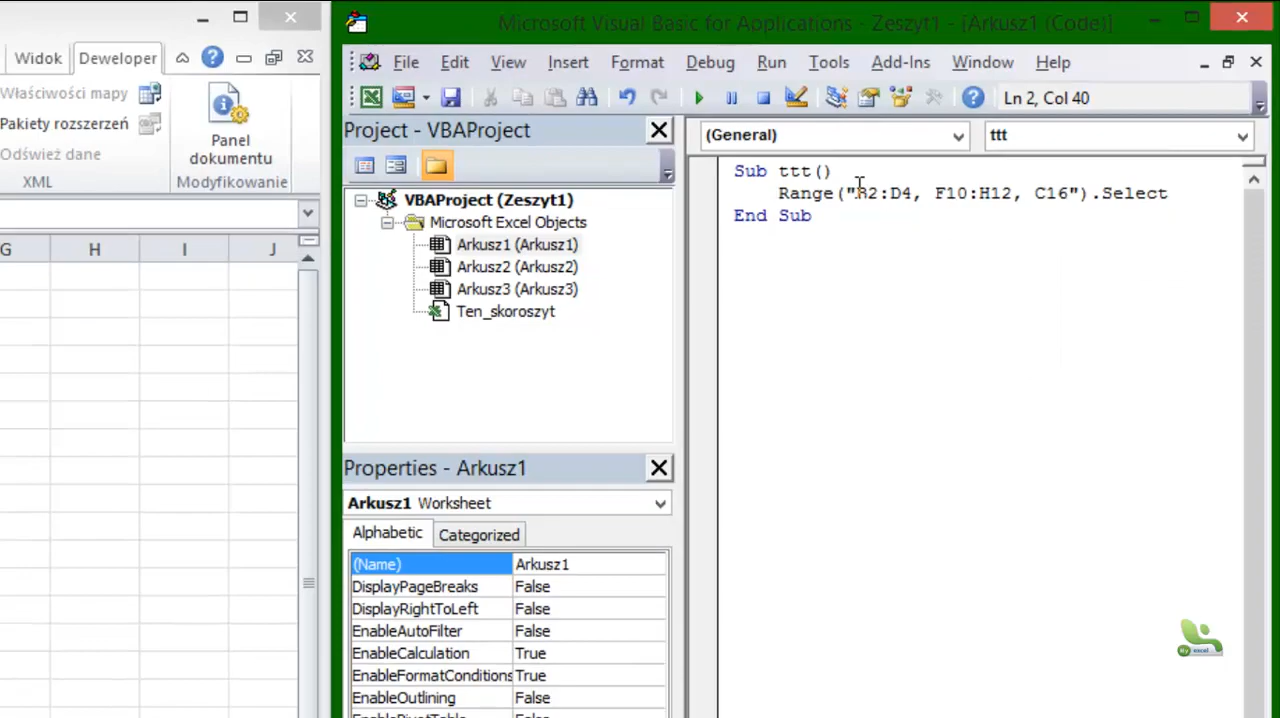 Widok Deweloper
Właściwości mapy
Pakiety rozszerzeń
Odśwież dane
XML
Panel
dokumentu
Modyfikowanie
G H I J
Microsoft Visual Basic for Applications - Zeszyt1 - [Arkusz1 (Code)]
File Edit View Insert Format Debug Run Tools Add-Ins Window Help
Ln 2, Col 40
Project - VBAProject
VBAProject (Zeszyt1)
Microsoft Excel Objects
Arkusz1 (Arkusz1)
Arkusz2 (Arkusz2)
Arkusz3 (Arkusz3)
Ten_skoroszyt
Properties - Arkusz1
Arkusz1 Worksheet
Alphabetic Categorized
(Name) Arkusz1
DisplayPageBreaks False
DisplayRightToLeft False
EnableAutoFilter False
EnableCalculation True
EnableFormatConditions True
EnableOutlining False
(General) ttt
Sub ttt()
Range("B2:D4, F10:H12, C16").Select
End Sub
My excel